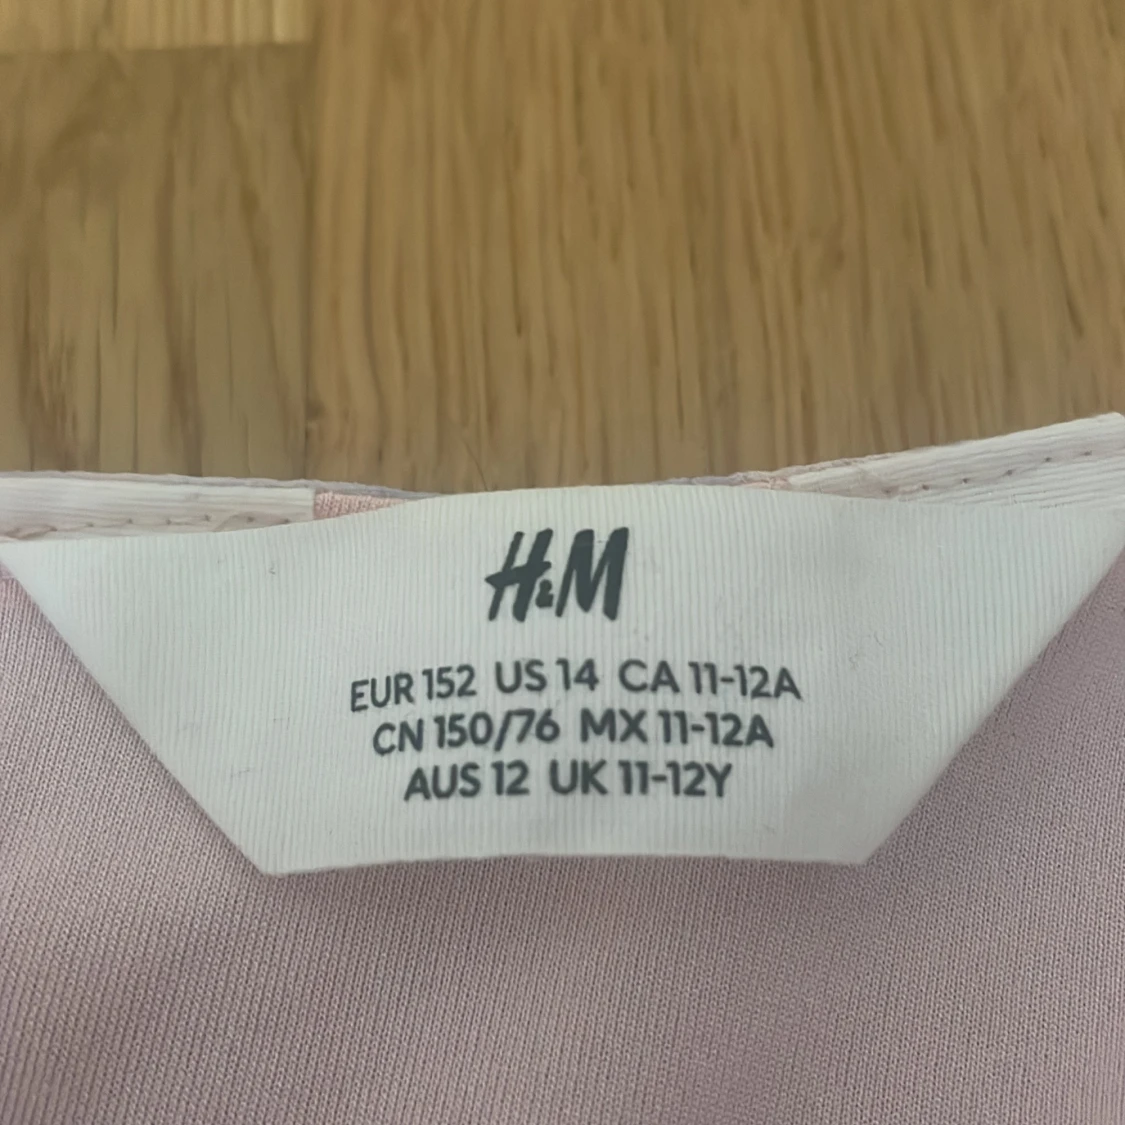 H&M
EUR 152 US 14 CA 11-12A
CN 150/76 MX 11-12A
AUS 12 UK 11-12Y